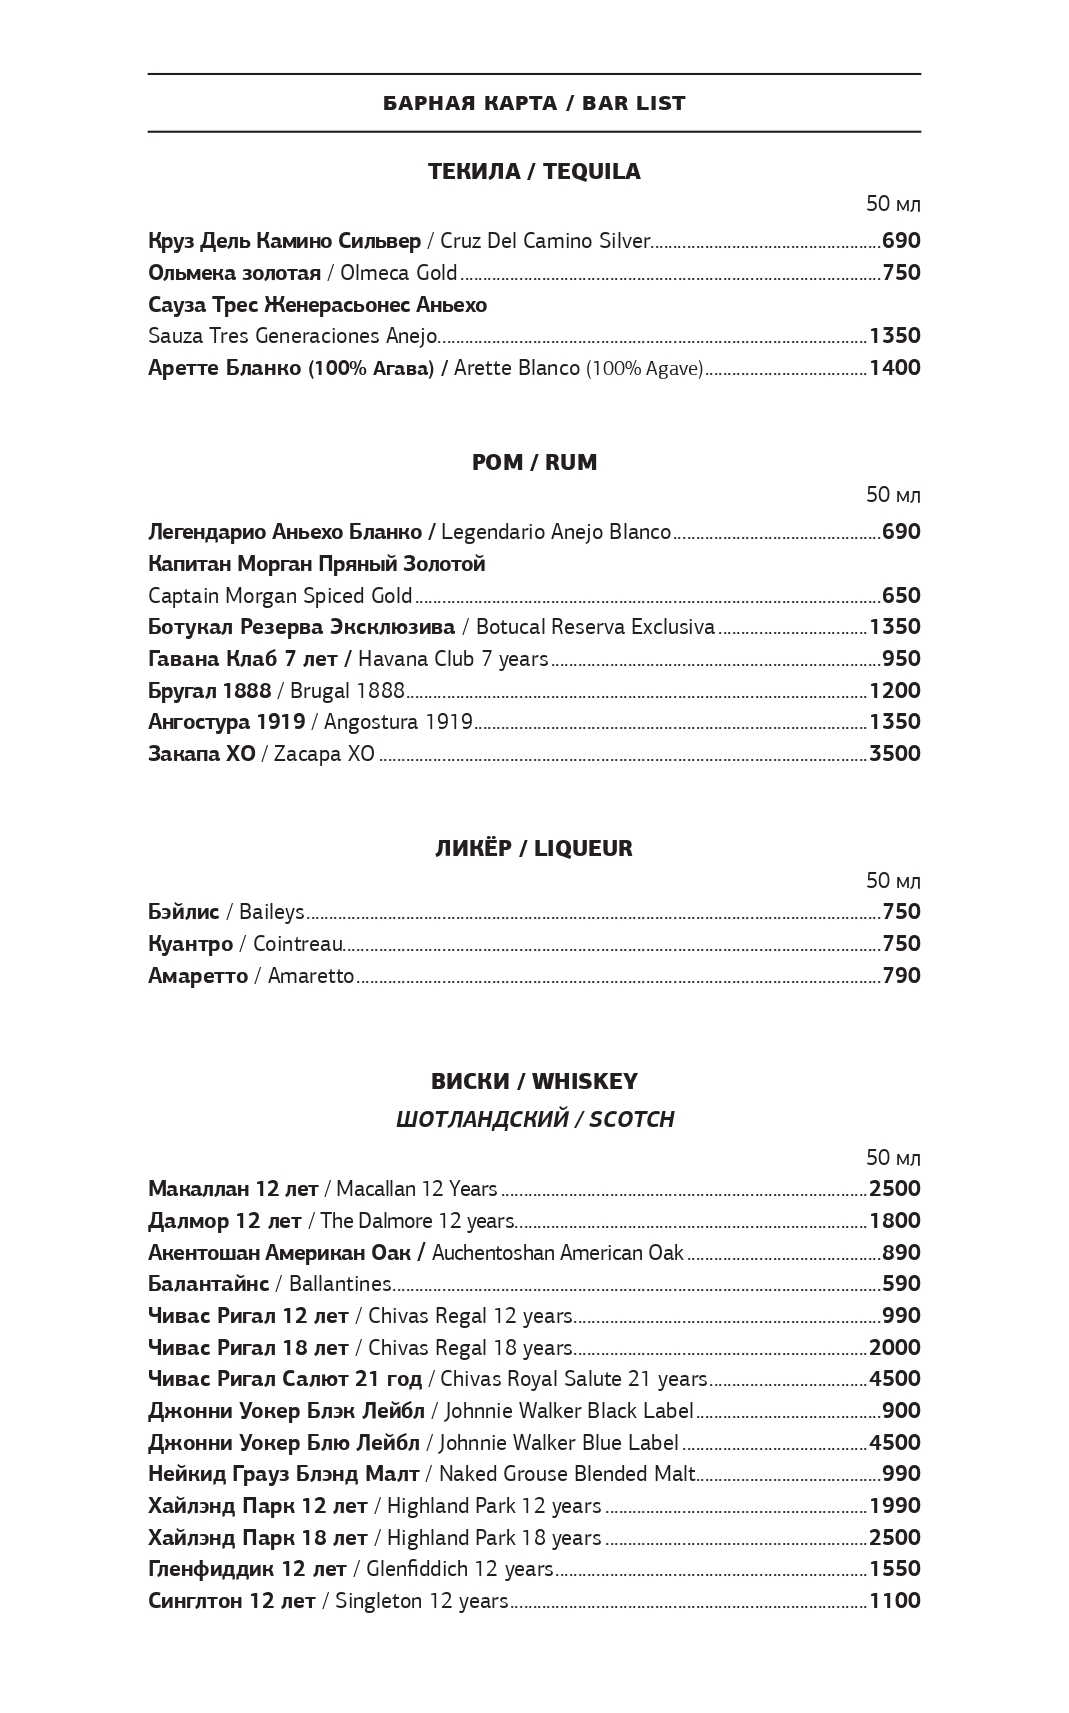 БАРНАЯ КАРТА / BAR LIST
ТЕКИЛА / TEQUILA
50 мл
Круз Дель Камино Сильвер / Cruz Del Camino Silver..........690
Ольмека золотая / Olmeca Gold..........750
Сауза Трес Женерасьонес Аньехо
Sauza Tres Generaciones Anejo..........1350
Аретте Бланко (100% Агава) / Arette Blanco (100% Agave)..........1400
РОМ / RUM
50 мл
Легендарио Аньехо Бланко / Legendario Anejo Blanco..........690
Капитан Морган Пряный Золотой
Captain Morgan Spiced Gold..........650
Ботукал Резерва Эксклюзива / Botucal Reserva Exclusiva..........1350
Гавана Клаб 7 лет / Havana Club 7 years..........950
Бругал 1888 / Brugal 1888..........1200
Ангостура 1919 / Angostura 1919..........1350
Закапа ХО / Zacapa XO..........3500
ЛИКЁР / LIQUEUR
50 мл
Бэйлис / Baileys..........750
Куантро / Cointreau..........750
Амаретто / Amaretto..........790
ВИСКИ / WHISKEY
ШОТЛАНДСКИЙ / SCOTCH
50 мл
Макаллан 12 лет / Macallan 12 Years..........2500
Далмор 12 лет / The Dalmore 12 years..........1800
Акентошан Американ Оак / Auchentoshan American Oak..........890
Балантайнс / Ballantines..........590
Чивас Ригал 12 лет / Chivas Regal 12 years..........990
Чивас Ригал 18 лет / Chivas Regal 18 years..........2000
Чивас Ригал Салют 21 год / Chivas Royal Salute 21 years..........4500
Джонни Уокер Блэк Лейбл / Johnnie Walker Black Label..........900
Джонни Уокер Блю Лейбл / Johnnie Walker Blue Label..........4500
Нейкид Грауз Блэнд Малт / Naked Grouse Blended Malt..........990
Хайлэнд Парк 12 лет / Highland Park 12 years..........1990
Хайлэнд Парк 18 лет / Highland Park 18 years..........2500
Гленфиддик 12 лет / Glenfiddich 12 years..........1550
Синглтон 12 лет / Singleton 12 years..........1100